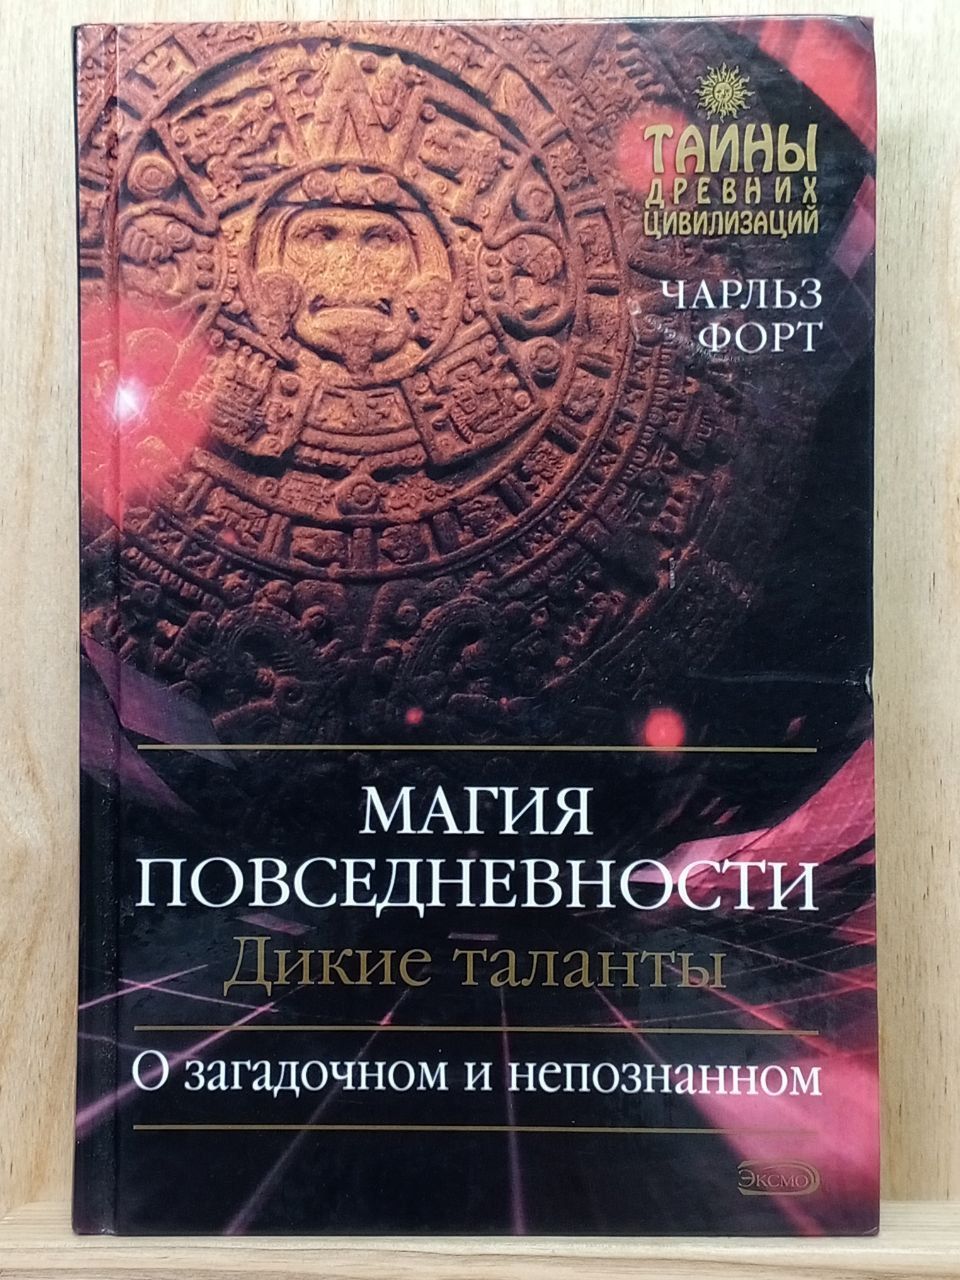 ТАЙНЫ
ДРЕВНИХ
ЦИВИЛИЗАЦИЙ
ЧАРЛЬЗ
ФОРТ
МАГИЯ
ПОВСЕДНЕВНОСТИ
Дикие таланты
О загадочном и непознанном
ЭКСМО